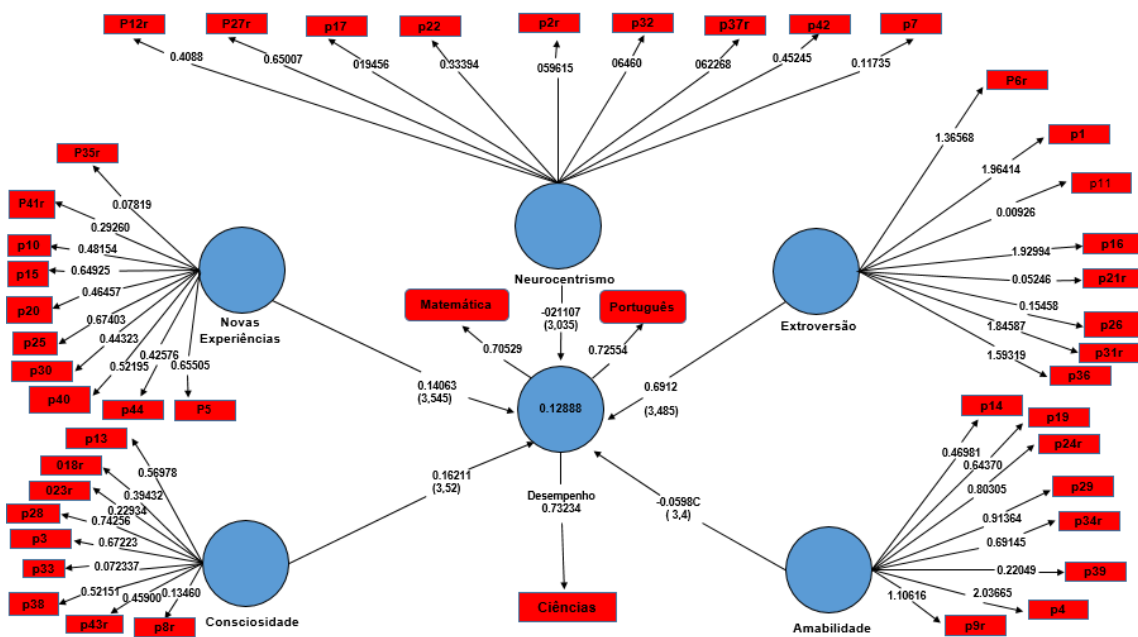 P12r
P27r
p17
p22
p2r
p32
p37r
p42
p7
0.4088
0.65007
019456
0.33394
059615
06460
062268
0.45245
0.11735
Neurocentrismo
-021107
(3,035)
P35r
P41r
p10
p15
p20
p25
p30
p40
p44
P5
0.07819
0.29260
0.48154
0.64925
0.46457
0.67403
0.44323
0.52195
0.42576
0.65505
Novas
Experiências
0.14063
(3,545)
P6r
p1
p11
p16
p21r
p26
p31r
p36
1.36568
1.96414
0.00926
1.92994
0.05246
0.15458
1.84587
1.59319
Extroversão
0.6912
(3,485)
Matemática
Português
0.70529
0.72554
0.12888
Desempenho
0.73234
Ciências
p13
018r
023r
p28
p3
p33
p38
p43r
p8r
0.56978
0.39432
0.22934
0.74256
0.67223
0.072337
0.52151
0.45900
0.13460
Consciosidade
0.16211
(3,52)
p14
p19
p24r
p29
p34r
p39
p4
p9r
0.46981
0.64370
0.80305
0.91364
0.69145
0.22049
2.03665
1.10616
Amabilidade
-0.0598C
( 3,4)